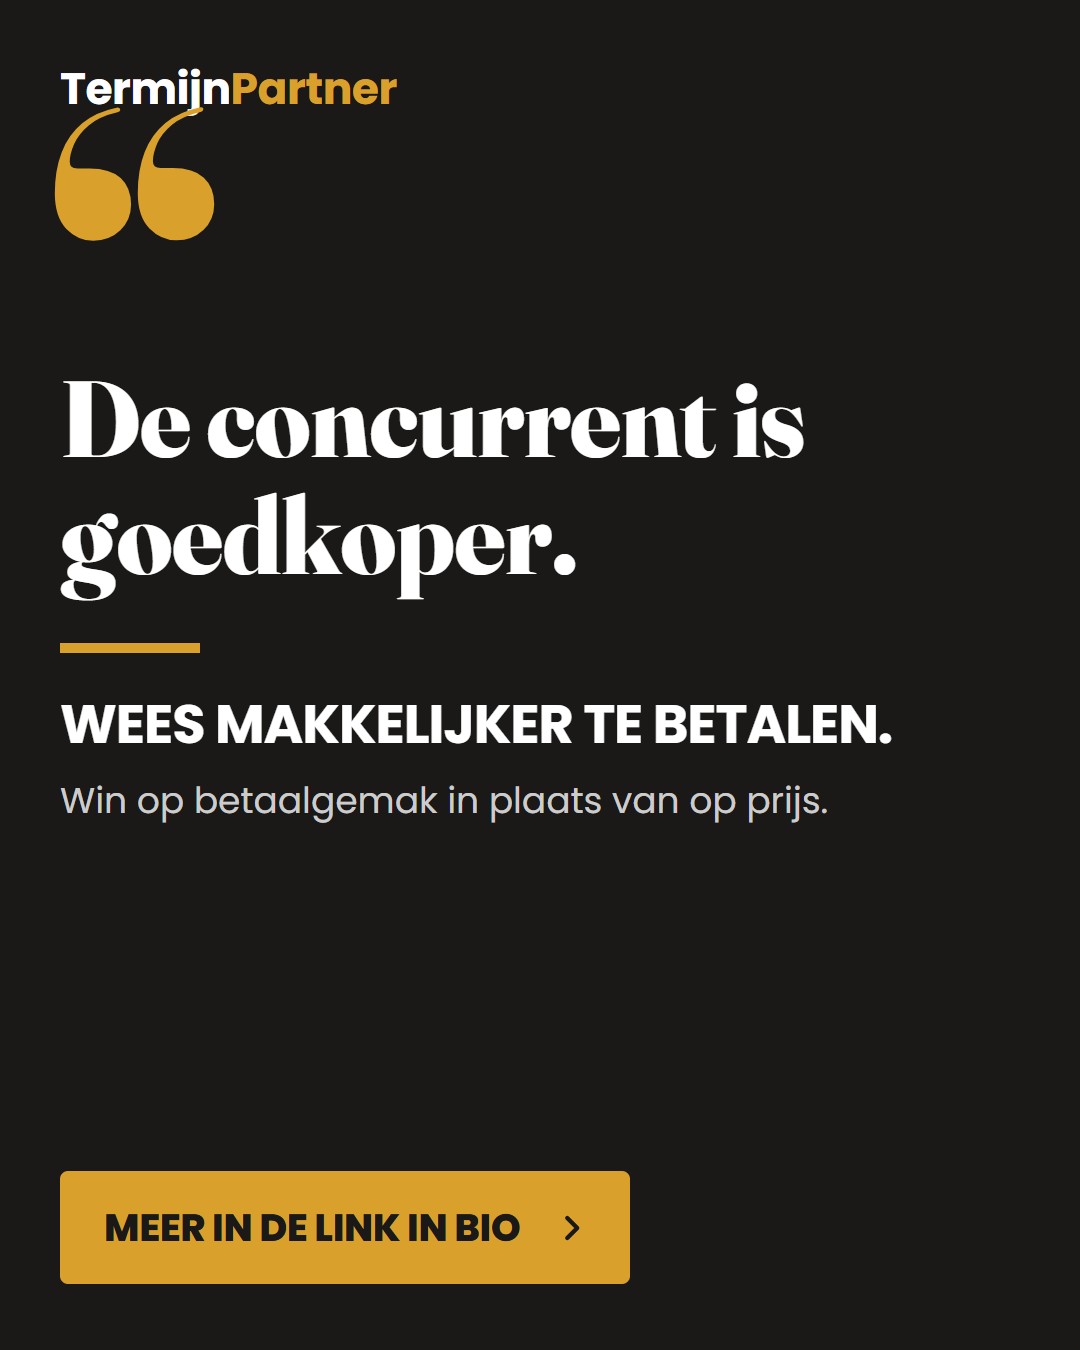 TermijnPartner
“
De concurrent is
goedkoper.
WEES MAKKELIJKER TE BETALEN.
Win op betaalgemak in plaats van op prijs.
MEER IN DE LINK IN BIO